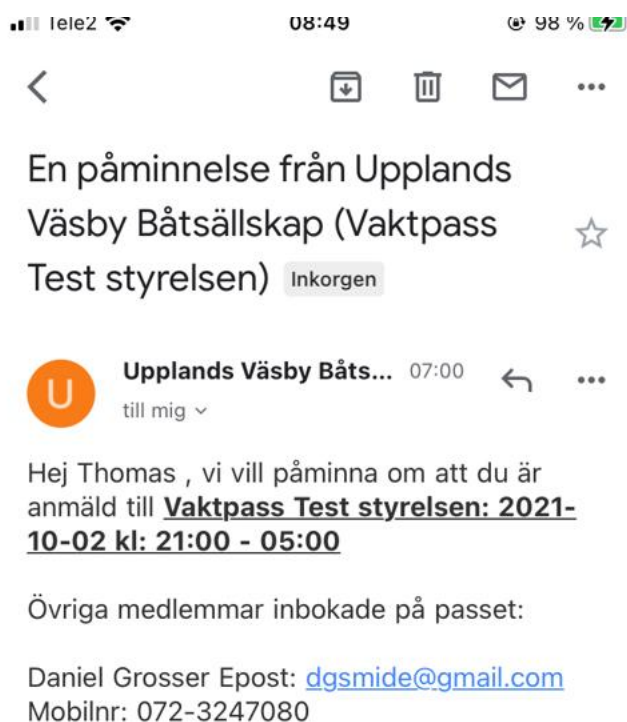 Tele2 08:49 98 %
En påminnelse från Upplands
Väsby Båtsällskap (Vaktpass
Test styrelsen) Inkorgen
U Upplands Väsby Båts... 07:00
till mig
Hej Thomas , vi vill påminna om att du är
anmäld till Vaktpass Test styrelsen: 2021-
10-02 kl: 21:00 - 05:00
Övriga medlemmar inbokade på passet:
Daniel Grosser Epost: dgsmide@gmail.com
Mobilnr: 072-3247080